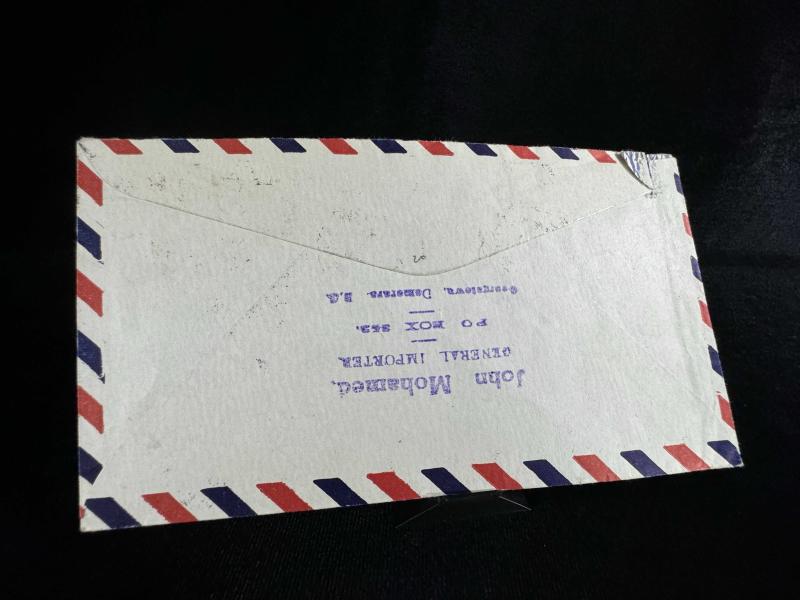 John Mohamed,
GENERAL IMPORTER
PO BOX
Georgetown, Demerara. B.G.